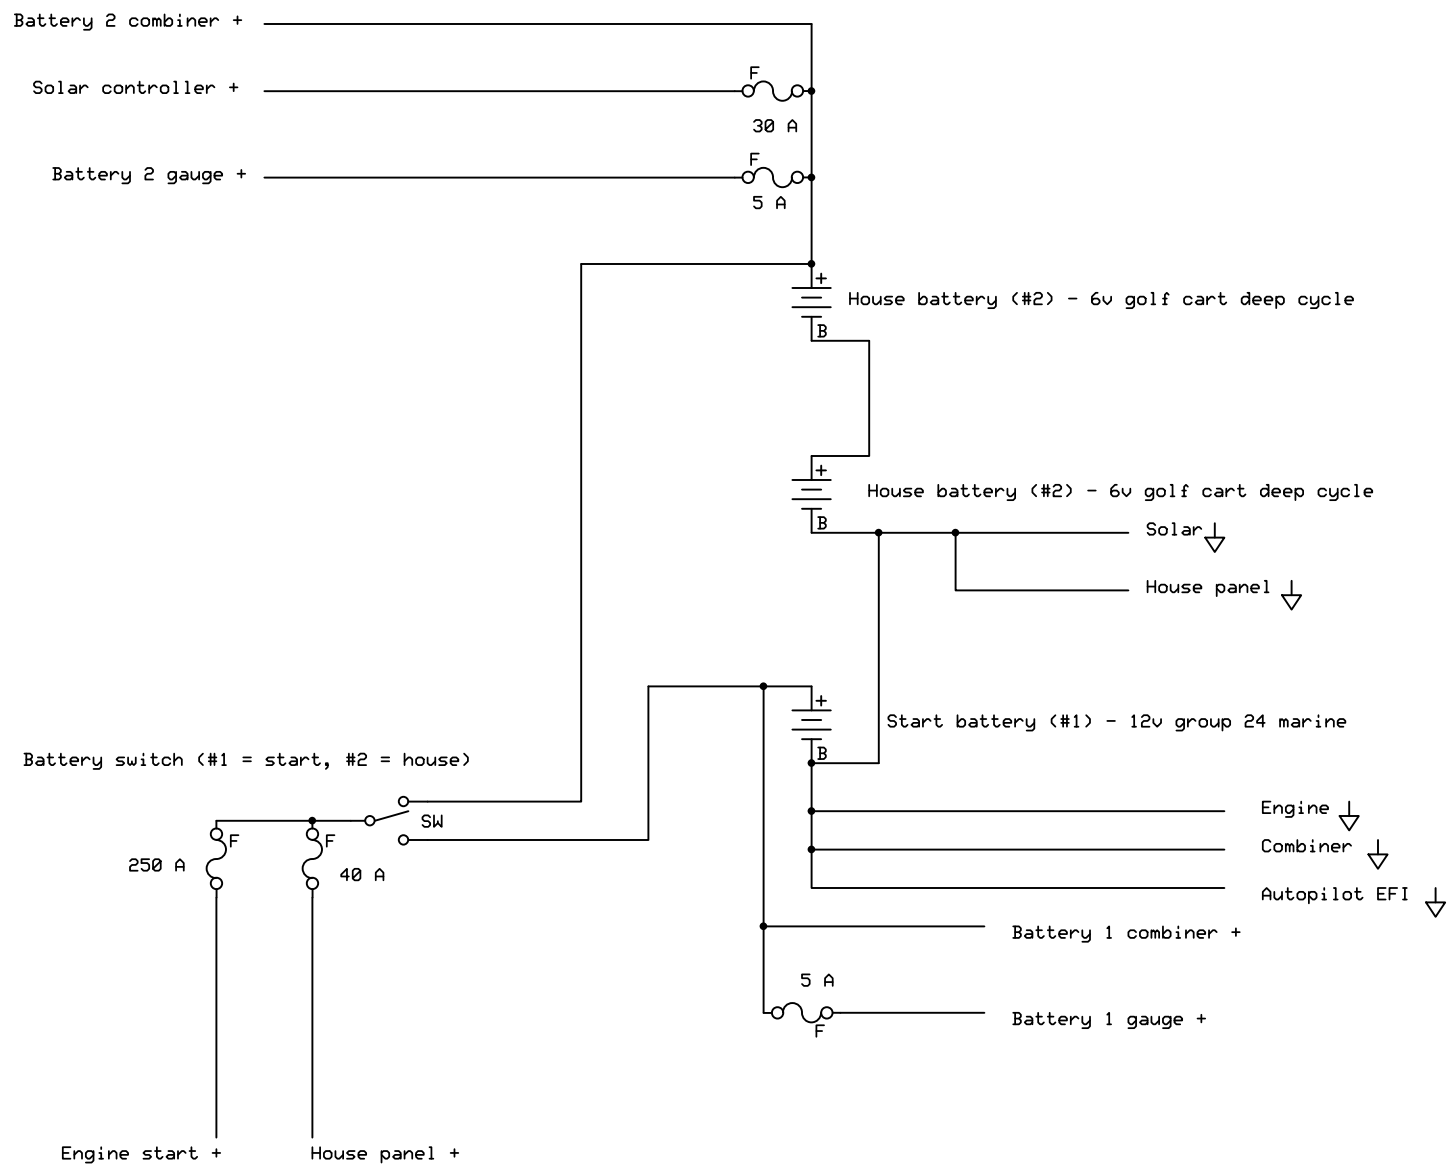 Battery 2 combiner +
F
Solar controller +
30 A
F
Battery 2 gauge +
5 A
+
House battery (#2) - 6v golf cart deep cycle
B
+
House battery (#2) - 6v golf cart deep cycle
B
Solar
House panel
+
Start battery (#1) - 12v group 24 marine
B
Battery switch (#1 = start, #2 = house)
Engine
SW
F
F
Combiner
250 A
40 A
Autopilot EFI
Battery 1 combiner +
5 A
Battery 1 gauge +
F
Engine start +
House panel +